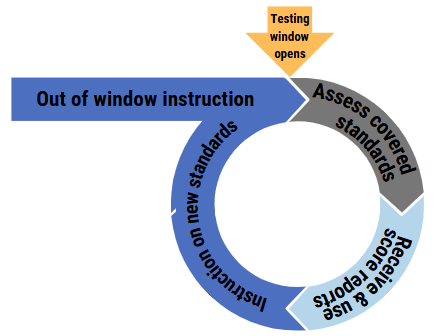 Testing
window
opens
Out of window instruction
Assess covered
standards
Receive & use
score reports
Instruction on new standards